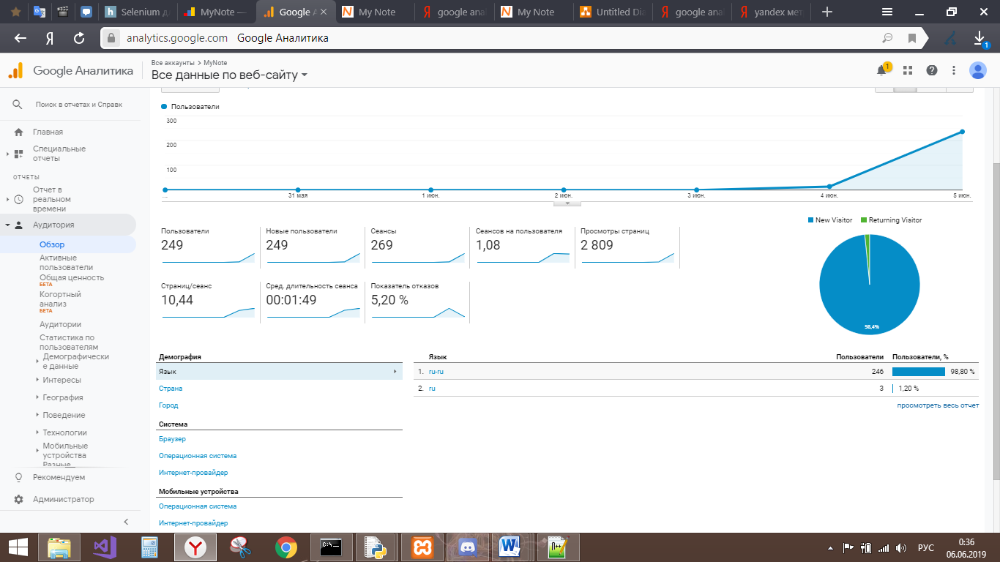 Selenium д
MyNote —
Google А
My Note
google ana
My Note
Untitled Dia
google ana
yandex мет
analytics.google.com Google Аналитика
1
Google Аналитика
Все аккаунты > MyNote
Все данные по веб-сайту
1
Поиск в отчетах и Справк
Главная
Специальные
отчеты
ОТЧЕТЫ
Отчет в
реальном
времени
Аудитория
Обзор
Активные
пользователи
Общая ценность
БЕТА
Когортный
анализ
БЕТА
Аудитории
Статистика по
пользователям
Демографически
е данные
Интересы
География
Поведение
Технологии
Мобильные
устройства
Разные
Рекомендуем
Администратор
Пользователи
300
200
100
...
31 мая
1 июн.
2 июн.
3 июн.
4 июн.
5 июн.
New Visitor
Returning Visitor
98,4%
Пользователи
249
Новые пользователи
249
Сеансы
269
Сеансов на пользователя
1,08
Просмотры страниц
2 809
Страниц/сеанс
10,44
Сред. длительность сеанса
00:01:49
Показатель отказов
5,20 %
Демография
Язык
Страна
Город
Система
Браузер
Операционная система
Интернет-провайдер
Мобильные устройства
Операционная система
Интернет-провайдер
Язык Пользователи Пользователи, %
1. ru-ru 246 98,80 %
2. ru 3 1,20 %
просмотреть весь отчет
РУС
0:36
06.06.2019